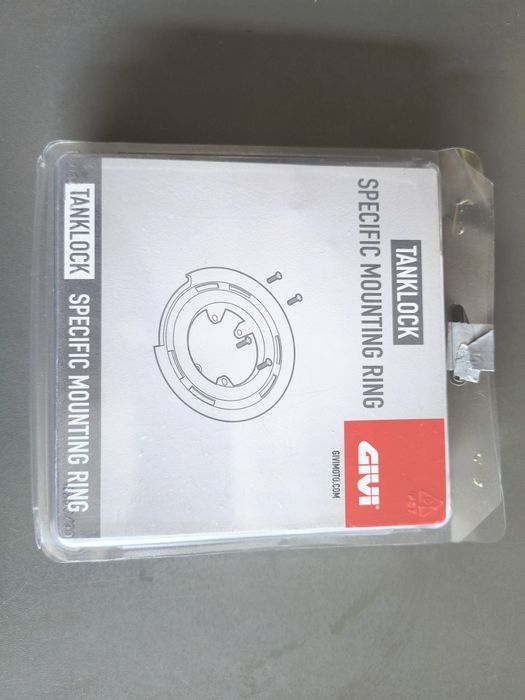 TANKLOCK
SPECIFIC MOUNTING RING
GIVI®
GIVIMOTO.COM
TANKLOCK SPECIFIC MOUNTING RING